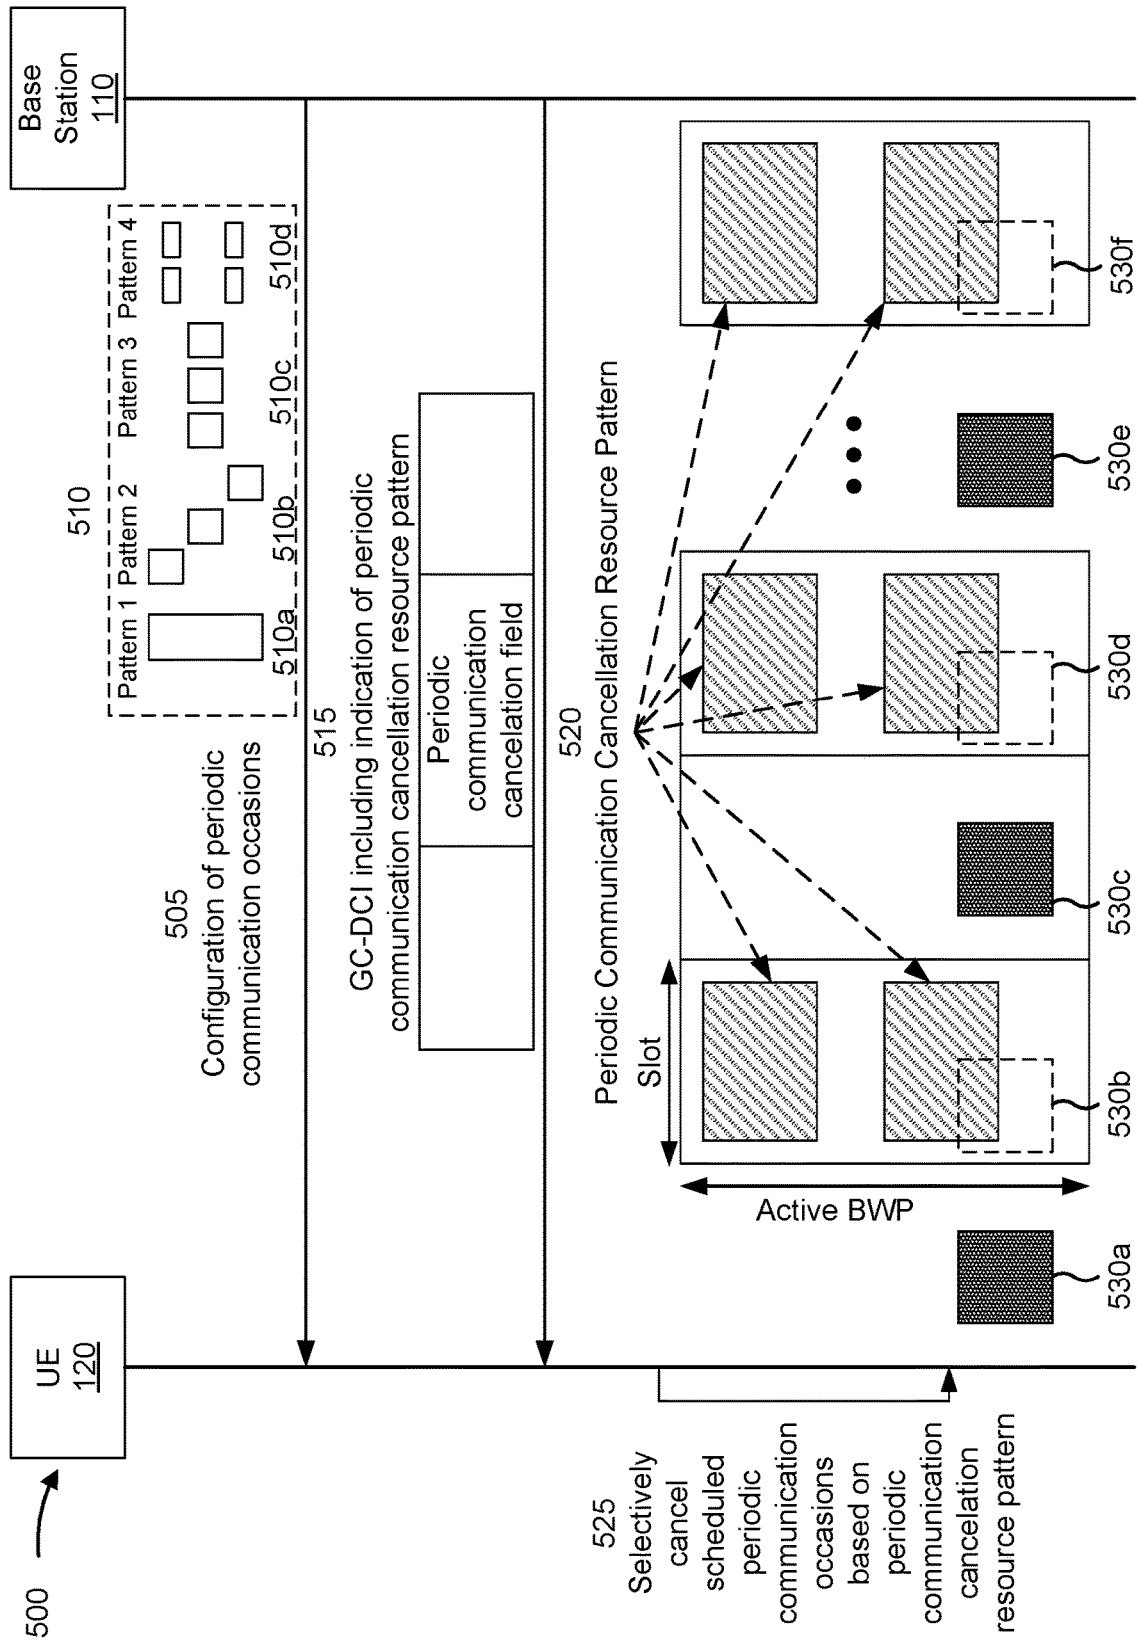 500
UE
120
Base
Station
110
505
Configuration of periodic
communication occasions
510
Pattern 1
Pattern 2
Pattern 3
Pattern 4
510a
510b
510c
510d
515
GC-DCI including indication of periodic
communication cancellation resource pattern
Periodic
communication
cancelation field
520
Periodic Communication Cancellation Resource Pattern
525
Selectively
cancel
scheduled
periodic
communication
occasions
based on
periodic
communication
cancelation
resource pattern
Slot
Active BWP
530a
530b
530c
530d
530e
530f